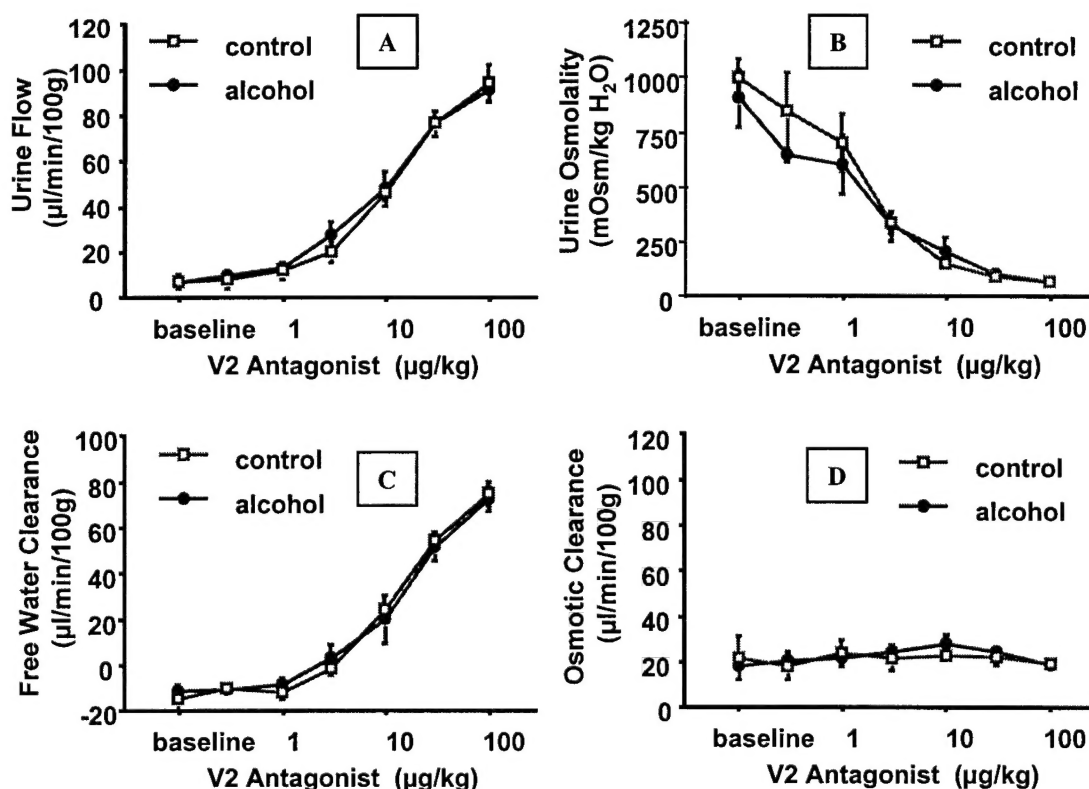 A
control
alcohol
120
100
80
60
40
20
0
Urine Flow
(µl/min/100g)
baseline 1 10 100
V2 Antagonist (µg/kg)
B
control
alcohol
1250
1000
750
500
250
0
Urine Osmolality
(mOsm/kg H₂O)
baseline 1 10 100
V2 Antagonist (µg/kg)
C
control
alcohol
100
80
60
40
20
0
-20
Free Water Clearance
(µl/min/100g)
baseline 1 10 100
V2 Antagonist (µg/kg)
D
control
alcohol
120
100
80
60
40
20
0
Osmotic Clearance
(µl/min/100g)
baseline 1 10 100
V2 Antagonist (µg/kg)